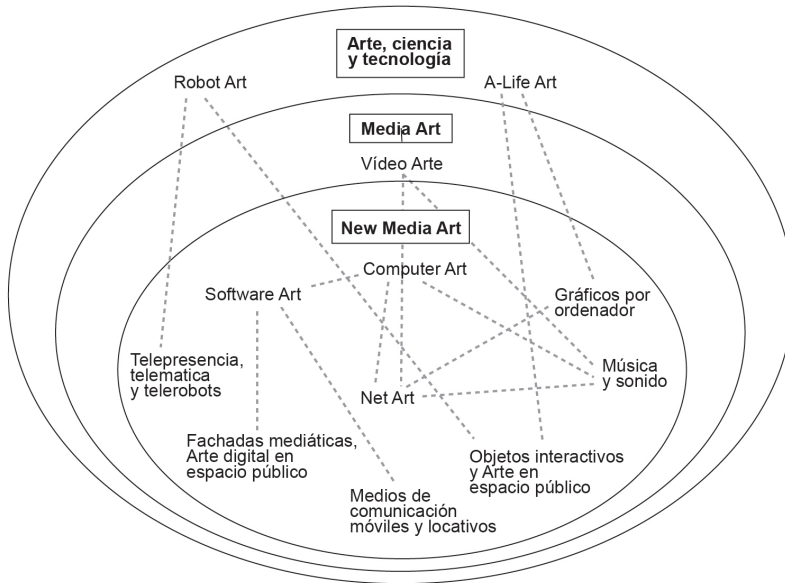 Arte, ciencia
y tecnología
Robot Art
A-Life Art
Media Art
Vídeo Arte
New Media Art
Computer Art
Software Art
Gráficos por
ordenador
Telepresencia,
telematica
y telerobots
Música
y sonido
Net Art
Fachadas mediáticas,
Arte digital en
espacio público
Objetos interactivos
y Arte en
espacio público
Medios de
comunicación
móviles y locativos